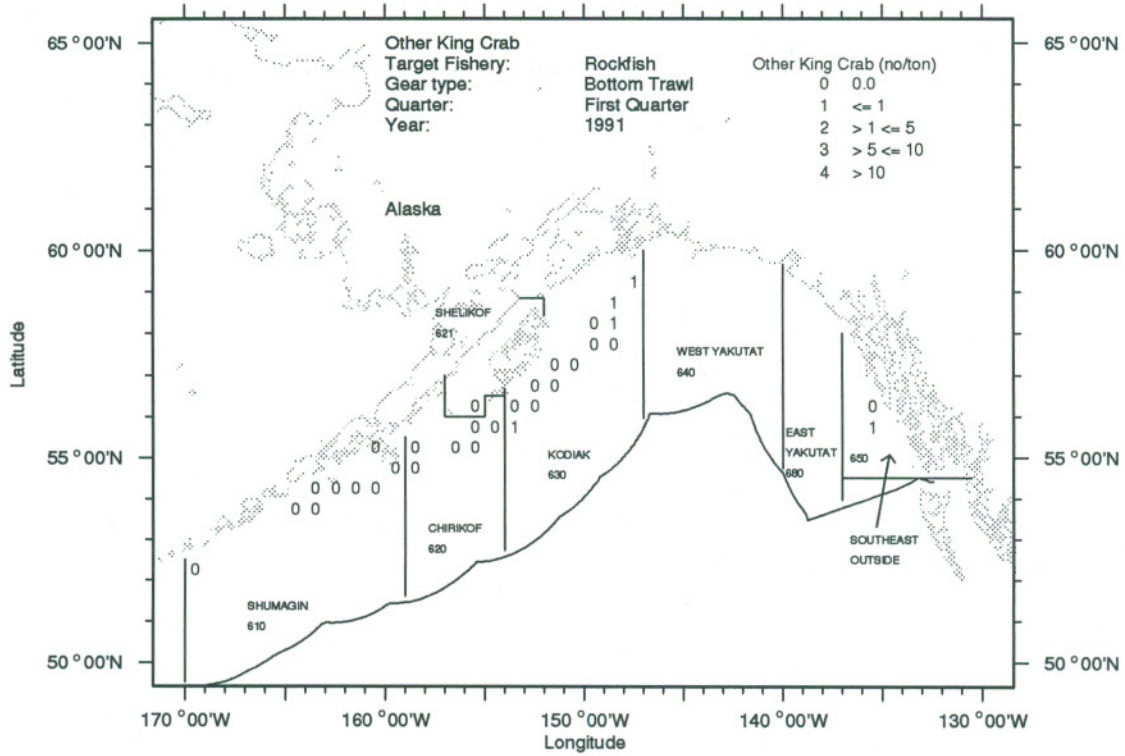 65 °00'N
65 °00'N
Other King Crab
Target Fishery: Rockfish
Gear type: Bottom Trawl
Quarter: First Quarter
Year: 1991
Other King Crab (no/ton)
0 0.0
1 <= 1
2 > 1 <= 5
3 > 5 <= 10
4 > 10
Alaska
60 °00'N
60 °00'N
1
SHELIKOF
621
1
0 1
0 0
WEST YAKUTAT
640
0 0
0 0
0 0 0
0 0 1
0
1
EAST
YAKUTAT
680
650
0 0 0 0
0 0
KODIAK
630
55 °00'N
55 °00'N
0 0 0 0
0 0
CHIRIKOF
620
SOUTHEAST
OUTSIDE
0
SHUMAGIN
610
50 °00'N
50 °00'N
170 °00'W 160 °00'W 150 °00'W 140 °00'W 130 °00'W
Longitude
Latitude